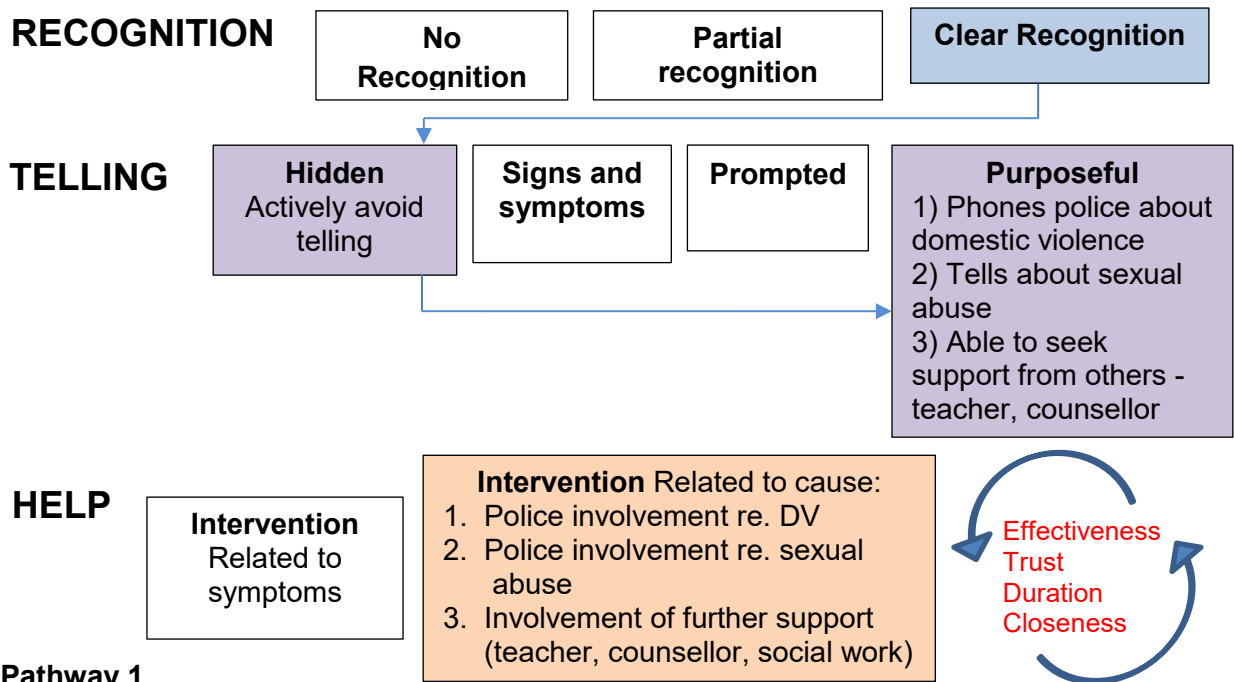 RECOGNITION
No
Recognition
Partial
recognition
Clear Recognition
TELLING
Hidden
Actively avoid
telling
Signs and
symptoms
Prompted
Purposeful
1) Phones police about
domestic violence
2) Tells about sexual
abuse
3) Able to seek
support from others -
teacher, counsellor
HELP
Intervention
Related to
symptoms
Intervention Related to cause:
1. Police involvement re. DV
2. Police involvement re. sexual
abuse
3. Involvement of further support
(teacher, counsellor, social work)
Effectiveness
Trust
Duration
Closeness
Pathway 1